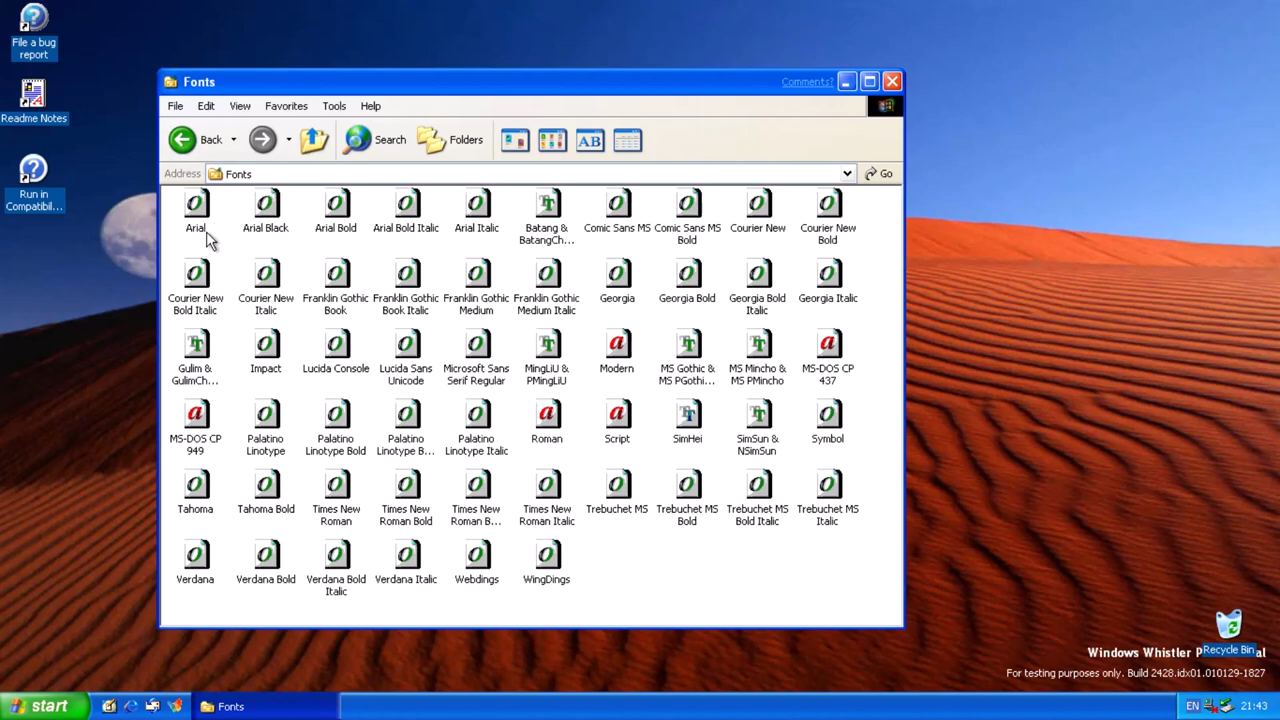 File a bug
report
Readme Notes
Run in
Compatibil...
Fonts
Comments?
File Edit View Favorites Tools Help
Back Search Folders
Address Fonts Go
Arial
Arial Black
Arial Bold
Arial Bold Italic
Arial Italic
Batang &
BatangCh...
Comic Sans MS
Comic Sans MS
Bold
Courier New
Courier New
Bold
Courier New
Bold Italic
Courier New
Italic
Franklin Gothic
Book
Franklin Gothic
Book Italic
Franklin Gothic
Medium
Franklin Gothic
Medium Italic
Georgia
Georgia Bold
Georgia Bold
Italic
Georgia Italic
Gulim &
GulimCh...
Impact
Lucida Console
Lucida Sans
Unicode
Microsoft Sans
Serif Regular
MingLiU &
PMingLiU
Modern
MS Gothic &
MS PGothi...
MS Mincho &
MS PMincho
MS-DOS CP
437
MS-DOS CP
949
Palatino
Linotype
Palatino
Linotype Bold
Palatino
Linotype B...
Palatino
Linotype Italic
Roman
Script
SimHei
SimSun &
NSimSun
Symbol
Tahoma
Tahoma Bold
Times New
Roman
Times New
Roman Bold
Times New
Roman B...
Times New
Roman Italic
Trebuchet MS
Trebuchet MS
Bold
Trebuchet MS
Bold Italic
Trebuchet MS
Italic
Verdana
Verdana Bold
Verdana Bold
Italic
Verdana Italic
Webdings
WingDings
Recycle Bin
Windows Whistler
For testing purposes only. Build 2428.idx01.010129-1827
start
Fonts
EN
21:43